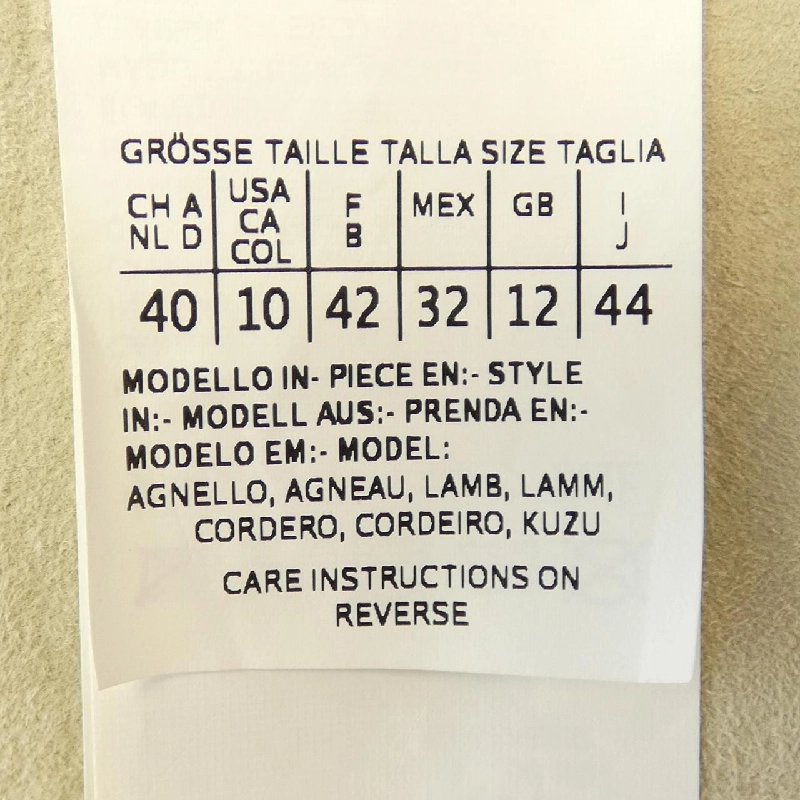 GRÖSSE TAILLE TALLA SIZE TAGLIA
CH A USA F MEX GB I
NL D CA B J
COL
40 10 42 32 12 44
MODELLO IN- PIECE EN:- STYLE
IN:- MODELL AUS:- PRENDA EN:-
MODELO EM:- MODEL:
AGNELLO, AGNEAU, LAMB, LAMM,
CORDERO, CORDEIRO, KUZU
CARE INSTRUCTIONS ON
REVERSE